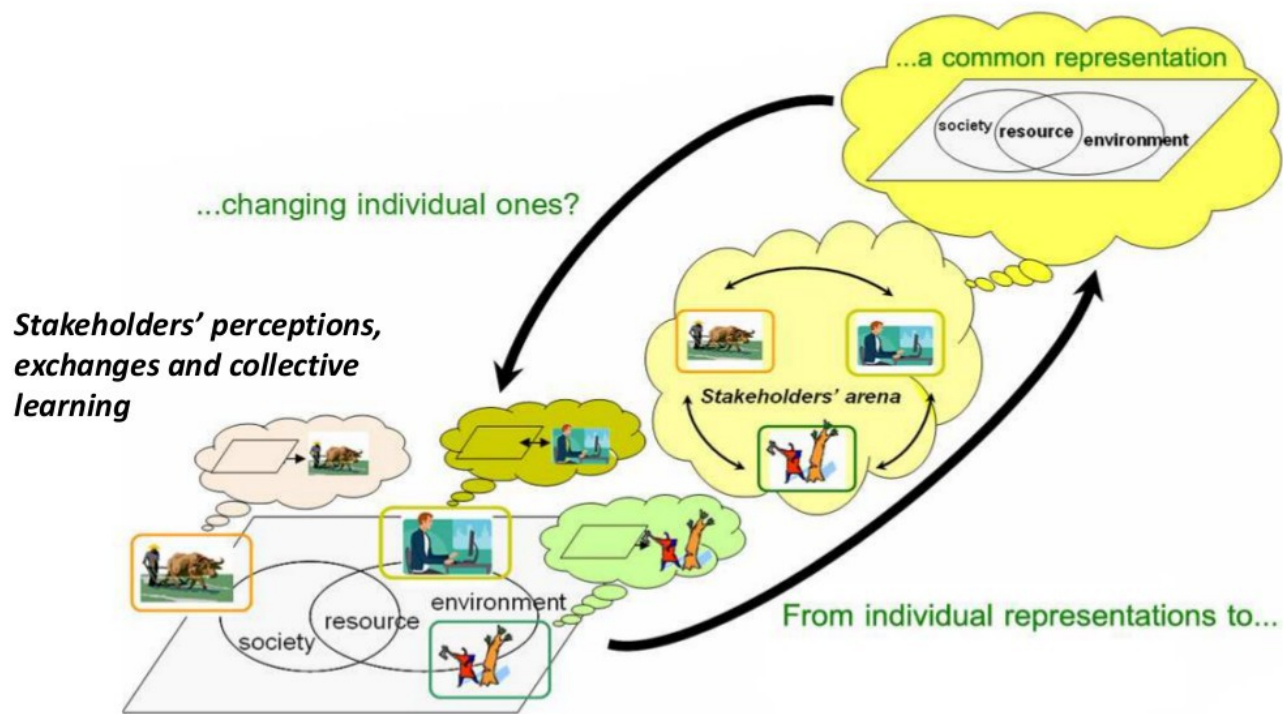 ...a common representation
society
resource
environment
...changing individual ones?
Stakeholders’ perceptions,
exchanges and collective
learning
Stakeholders’ arena
environment
resource
society
From individual representations to...